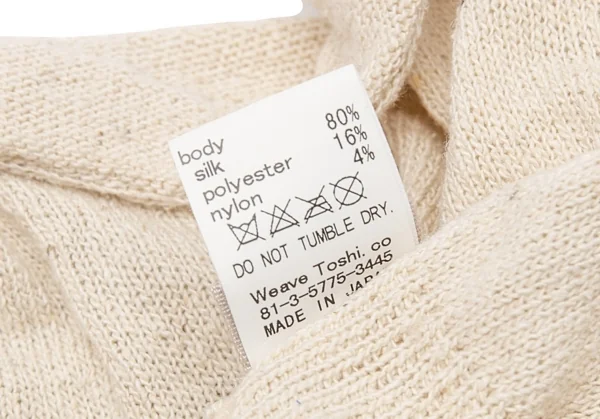 body
silk 80%
polyester 16%
nylon 4%
DO NOT TUMBLE DRY.
Weave Toshi. co
81-3-5775-3445
MADE IN JAPA